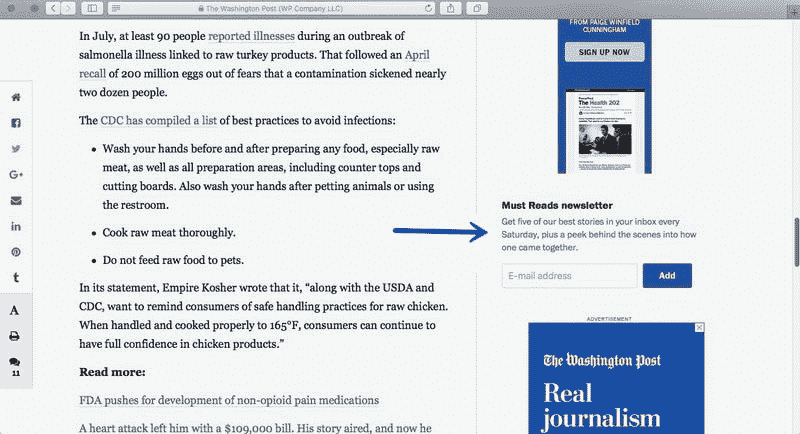 The Washington Post (WP Company LLC)
In July, at least 90 people reported illnesses during an outbreak of
salmonella illness linked to raw turkey products. That followed an April
recall of 200 million eggs out of fears that a contamination sickened nearly
two dozen people.
The CDC has compiled a list of best practices to avoid infections:
• Wash your hands before and after preparing any food, especially raw
meat, as well as all preparation areas, including counter tops and
cutting boards. Also wash your hands after petting animals or using
the restroom.
• Cook raw meat thoroughly.
• Do not feed raw food to pets.
In its statement, Empire Kosher wrote that it, “along with the USDA and
CDC, want to remind consumers of safe handling practices for raw chicken.
When handled and cooked properly to 165°F, consumers can continue to
have full confidence in chicken products.”
Read more:
FDA pushes for development of non-opioid pain medications
A heart attack left him with a $109,000 bill. His story aired, and now he
G+
in
t
A
11
FROM PAIGE WINFIELD
CUNNINGHAM
SIGN UP NOW
The Health 202
Must Reads newsletter
Get five of our best stories in your inbox every
Saturday, plus a peek behind the scenes into how
one came together.
E-mail address
Add
ADVERTISEMENT
The Washington Post
Real
journalism